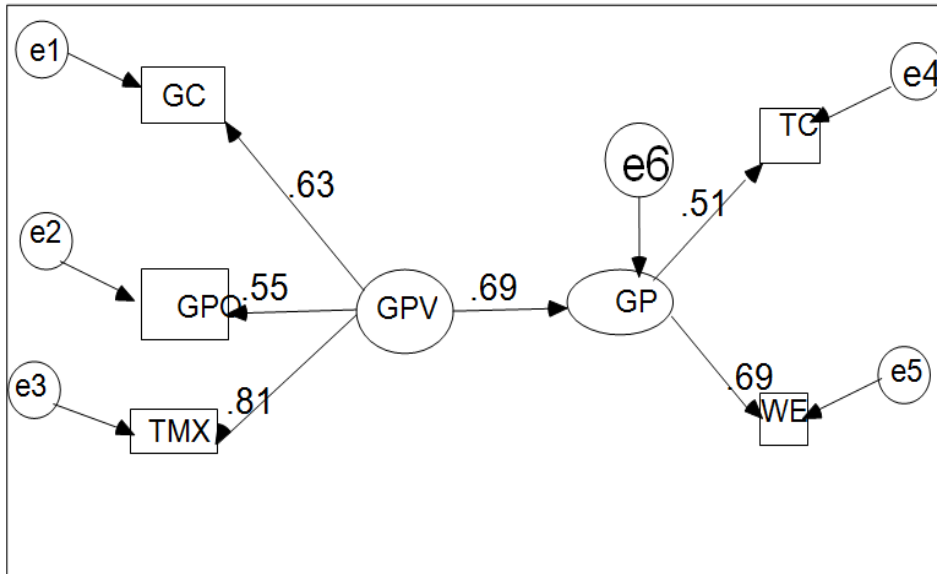 e1
GC
e4
TC
e6
.63
.51
e2
GPO
.55
GPV
.69
GP
e3
TMX
.81
.69
WE
e5